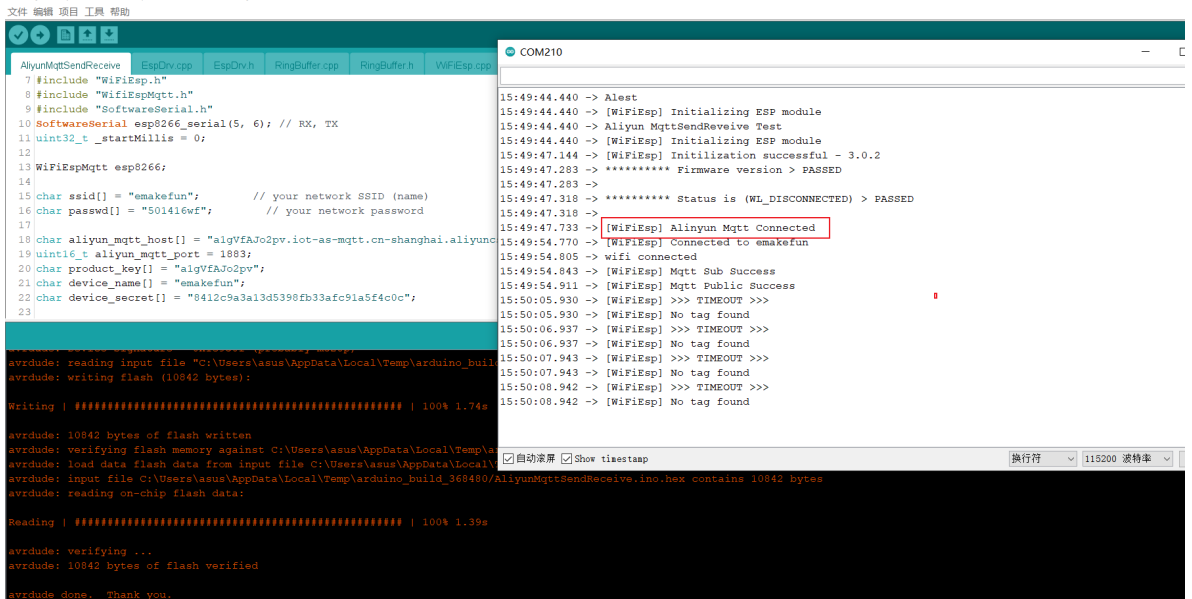 文件 编辑 项目 工具 帮助
AliyunMqttSendReceive EspDrv.cpp EspDrv.h RingBuffer.cpp RingBuffer.h WiFiEsp.cpp
7 #include "WiFiEsp.h"
8 #include "WifiEspMqtt.h"
9 #include "SoftwareSerial.h"
10 SoftwareSerial esp8266_serial(5, 6); // RX, TX
11 uint32_t _startMillis = 0;
12
13 WiFiEspMqtt esp8266;
14
15 char ssid[] = "emakefun"; // your network SSID (name)
16 char passwd[] = "501416wf"; // your network password
17
18 char aliyun_mqtt_host[] = "a1gVfAJo2pv.iot-as-mqtt.cn-shanghai.aliyunc
19 uint16_t aliyun_mqtt_port = 1883;
20 char product_key[] = "a1gVfAJo2pv";
21 char device_name[] = "emakefun";
22 char device_secret[] = "8412c9a3a13d5398fb33afc91a5f4c0c";
23
COM210
15:49:44.440 -> Alest
15:49:44.440 -> [WiFiEsp] Initializing ESP module
15:49:44.440 -> Aliyun MqttSendReveive Test
15:49:44.440 -> [WiFiEsp] Initializing ESP module
15:49:47.144 -> [WiFiEsp] Initilization successful - 3.0.2
15:49:47.283 -> ********** Firmware version > PASSED
15:49:47.283 ->
15:49:47.318 -> ********** Status is (WL_DISCONNECTED) > PASSED
15:49:47.318 ->
15:49:47.733 -> [WiFiEsp] Alinyun Mqtt Connected
15:49:54.770 -> [WiFiEsp] Connected to emakefun
15:49:54.805 -> wifi connected
15:49:54.843 -> [WiFiEsp] Mqtt Sub Success
15:49:54.911 -> [WiFiEsp] Mqtt Public Success
15:50:05.930 -> [WiFiEsp] >>> TIMEOUT >>>
15:50:05.930 -> [WiFiEsp] No tag found
15:50:06.937 -> [WiFiEsp] >>> TIMEOUT >>>
15:50:06.937 -> [WiFiEsp] No tag found
15:50:07.943 -> [WiFiEsp] >>> TIMEOUT >>>
15:50:07.943 -> [WiFiEsp] No tag found
15:50:08.942 -> [WiFiEsp] >>> TIMEOUT >>>
15:50:08.942 -> [WiFiEsp] No tag found
自动滚屏 Show timestamp 换行符 115200 波特率
avrdude: reading input file "C:\Users\asus\AppData\Local\Temp\arduino_buil
avrdude: writing flash (10842 bytes):
Writing | ################################################## | 100% 1.74s
avrdude: 10842 bytes of flash written
avrdude: verifying flash memory against C:\Users\asus\AppData\Local\Temp\a
avrdude: load data flash data from input file C:\Users\asus\AppData\Local\
avrdude: input file C:\Users\asus\AppData\Local\Temp\arduino_build_368480/AliyunMqttSendReceive.ino.hex contains 10842 bytes
avrdude: reading on-chip flash data:
Reading | ################################################## | 100% 1.39s
avrdude: verifying ...
avrdude: 10842 bytes of flash verified
avrdude done. Thank you.